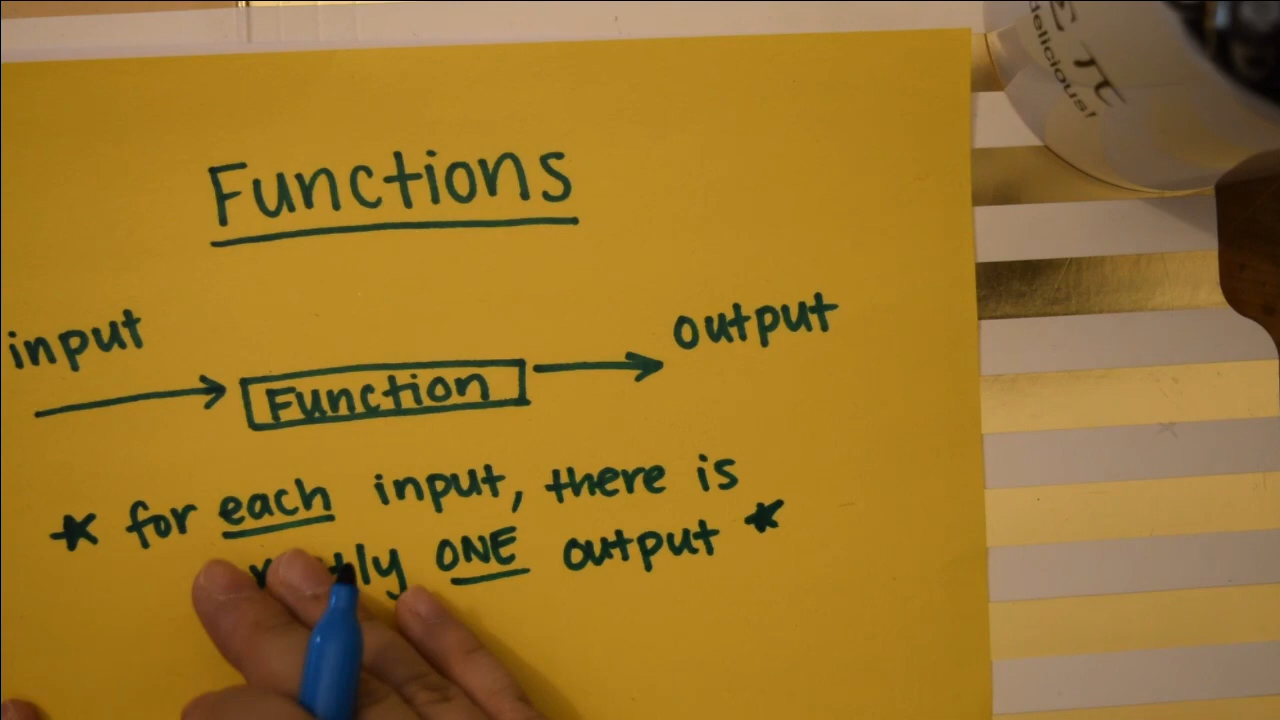 Σ π
delicious!
Functions
input
Function
output
* for each input, there is
ONE output *